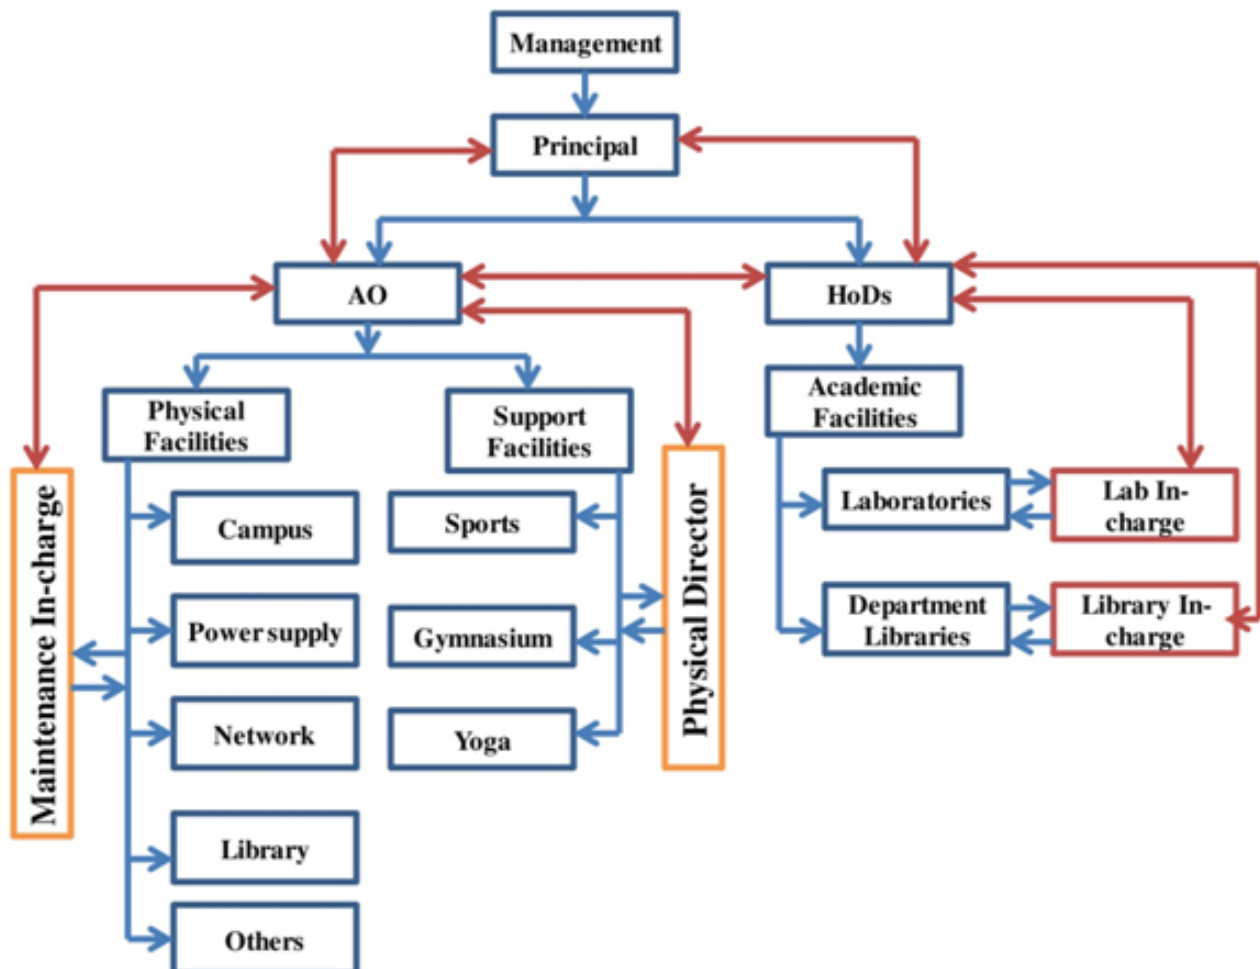 Management
Principal
AO
HoDs
Physical
Facilities
Support
Facilities
Academic
Facilities
Maintenance In-charge
Campus
Power supply
Network
Library
Others
Sports
Gymnasium
Yoga
Physical Director
Laboratories
Lab In-
charge
Department
Libraries
Library In-
charge